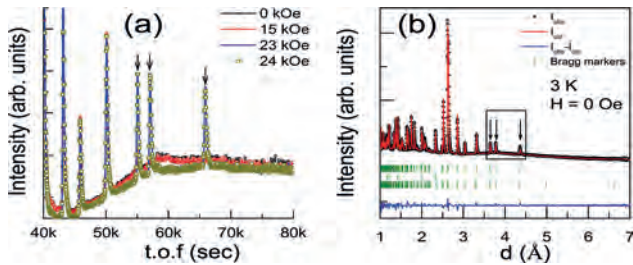 (a)
0 kOe
15 kOe
23 kOe
24 kOe
Intensity (arb. units)
40k 50k 60k 70k 80k
t.o.f (sec)
(b)
Bragg markers
3 K
H = 0 Oe
Intensity (arb. units)
1 2 3 4 5 6 7
d (Å)